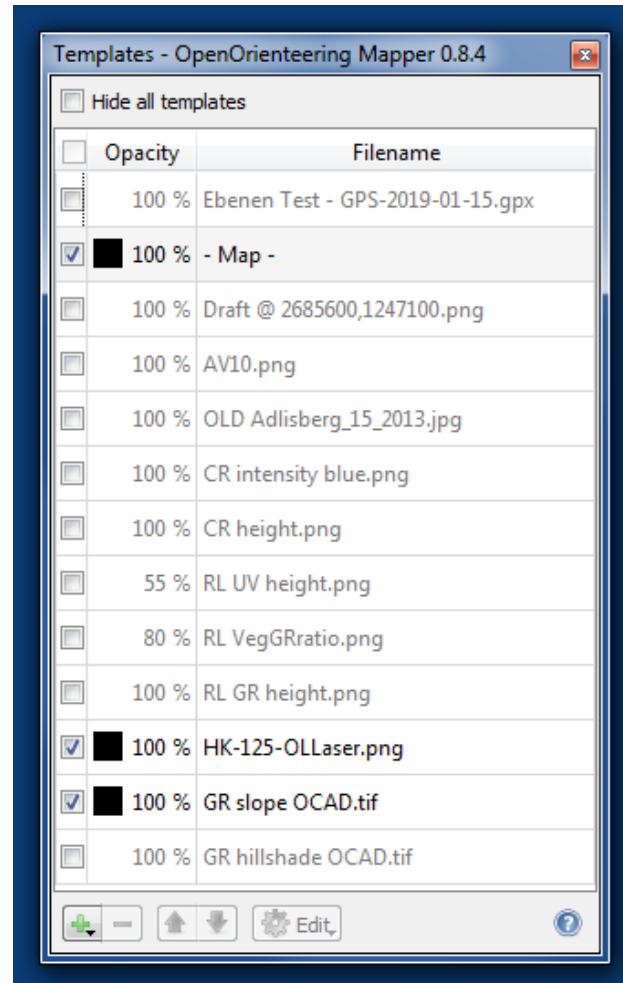 Templates - OpenOrienteering Mapper 0.8.4
Hide all templates
Opacity Filename
100 % Ebenen Test - GPS-2019-01-15.gpx
100 % - Map -
100 % Draft @ 2685600,1247100.png
100 % AV10.png
100 % OLD Adlisberg_15_2013.jpg
100 % CR intensity blue.png
100 % CR height.png
55 % RL UV height.png
80 % RL VegGRratio.png
100 % RL GR height.png
100 % HK-125-OLLaser.png
100 % GR slope OCAD.tif
100 % GR hillshade OCAD.tif
Edit